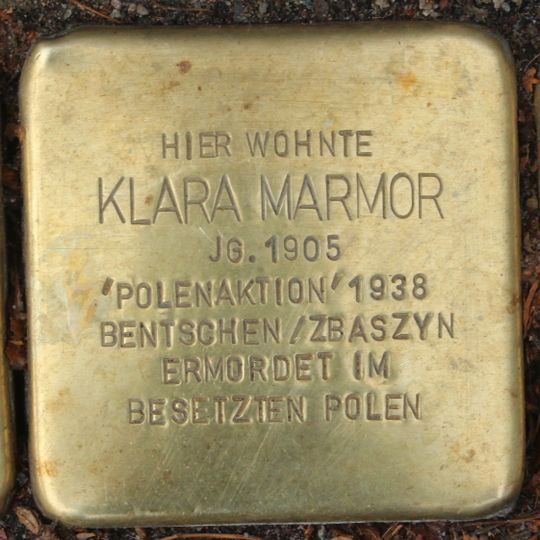 HIER WOHNTE
KLARA MARMOR
JG. 1905
'POLENAKTION' 1938
BENTSCHEN/ZBASZYN
ERMORDET IM
BESETZTEN POLEN